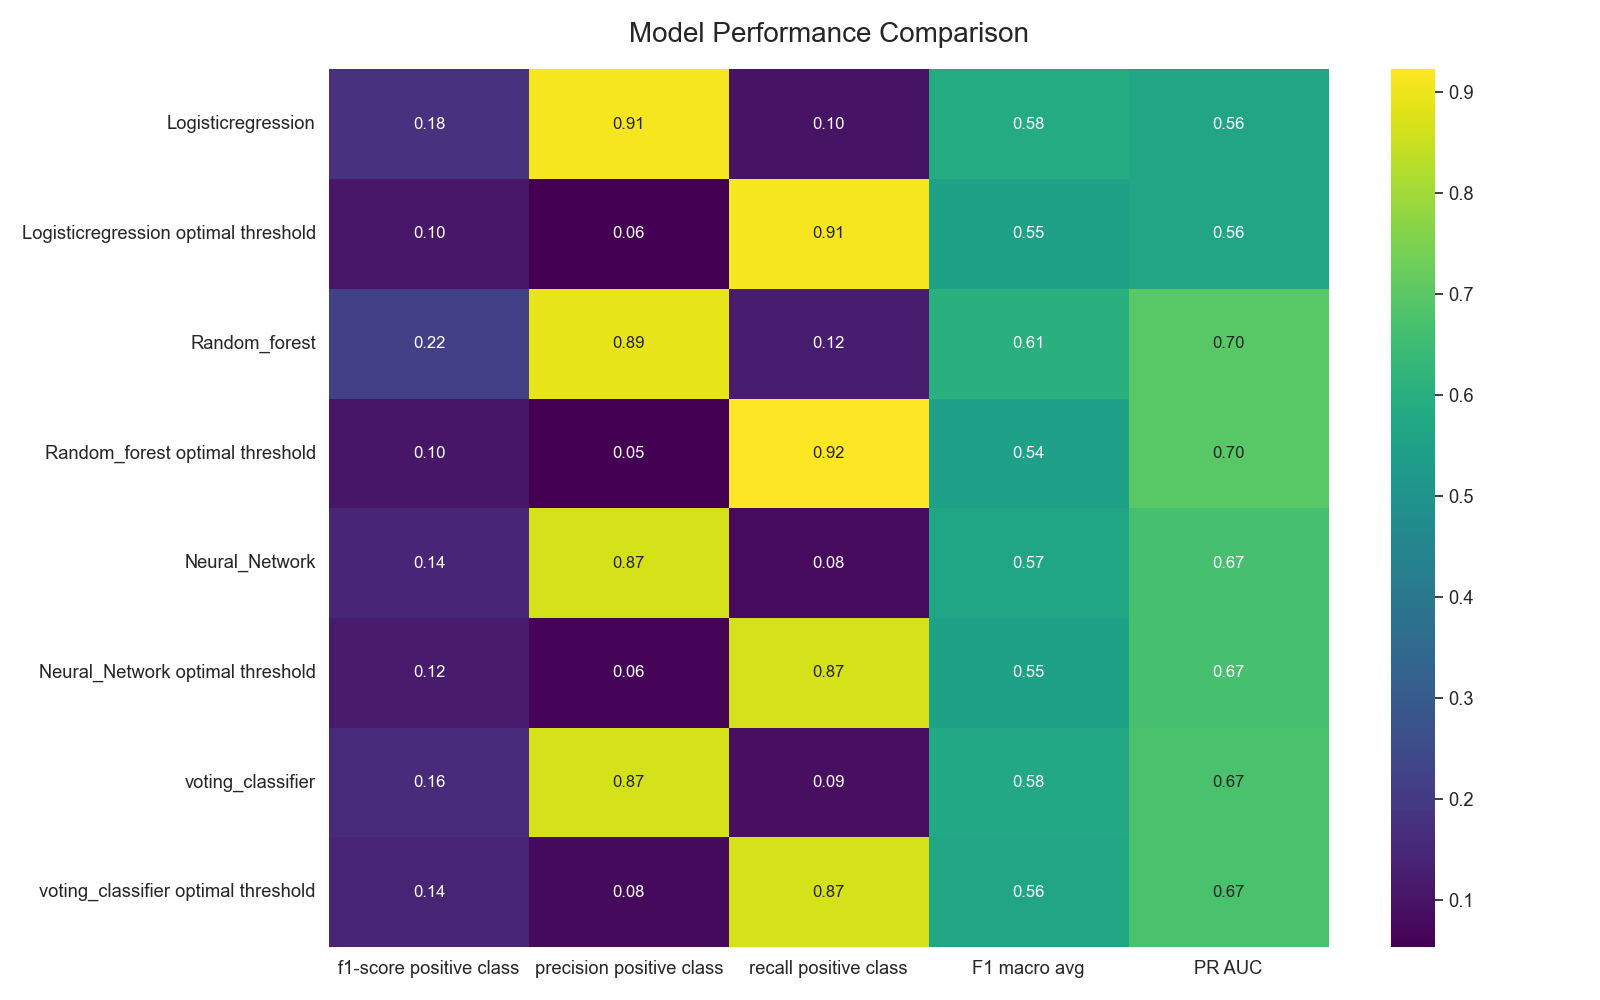 Model Performance Comparison
Logisticregression 0.18 0.91 0.10 0.58 0.56
Logisticregression optimal threshold 0.10 0.06 0.91 0.55 0.56
Random_forest 0.22 0.89 0.12 0.61 0.70
Random_forest optimal threshold 0.10 0.05 0.92 0.54 0.70
Neural_Network 0.14 0.87 0.08 0.57 0.67
Neural_Network optimal threshold 0.12 0.06 0.87 0.55 0.67
voting_classifier 0.16 0.87 0.09 0.58 0.67
voting_classifier optimal threshold 0.14 0.08 0.87 0.56 0.67
f1-score positive class precision positive class recall positive class F1 macro avg PR AUC
0.9
0.8
0.7
0.6
0.5
0.4
0.3
0.2
0.1